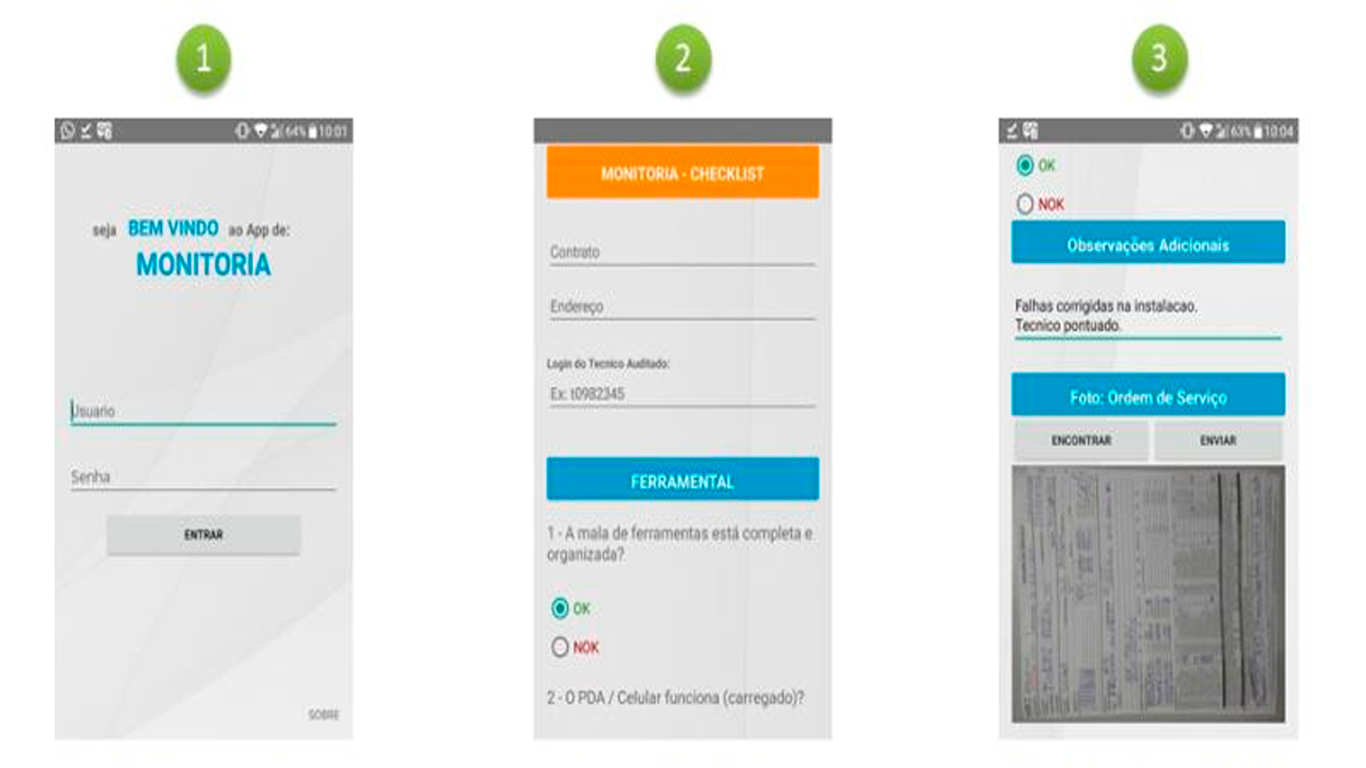 1
2
3
64% 10:01
seja BEM VINDO ao App de:
MONITORIA
Usuario
Senha
ENTRAR
SOBRE
MONITORIA - CHECKLIST
Contrato
Endereço
Login do Tecnico Auditado:
Ex: t0982345
FERRAMENTAL
1 - A mala de ferramentas está completa e
organizada?
OK
NOK
2 - O PDA / Celular funciona (carregado)?
63% 10:04
OK
NOK
Observações Adicionais
Falhas corrigidas na instalacao.
Tecnico pontuado.
Foto: Ordem de Serviço
ENCONTRAR
ENVIAR